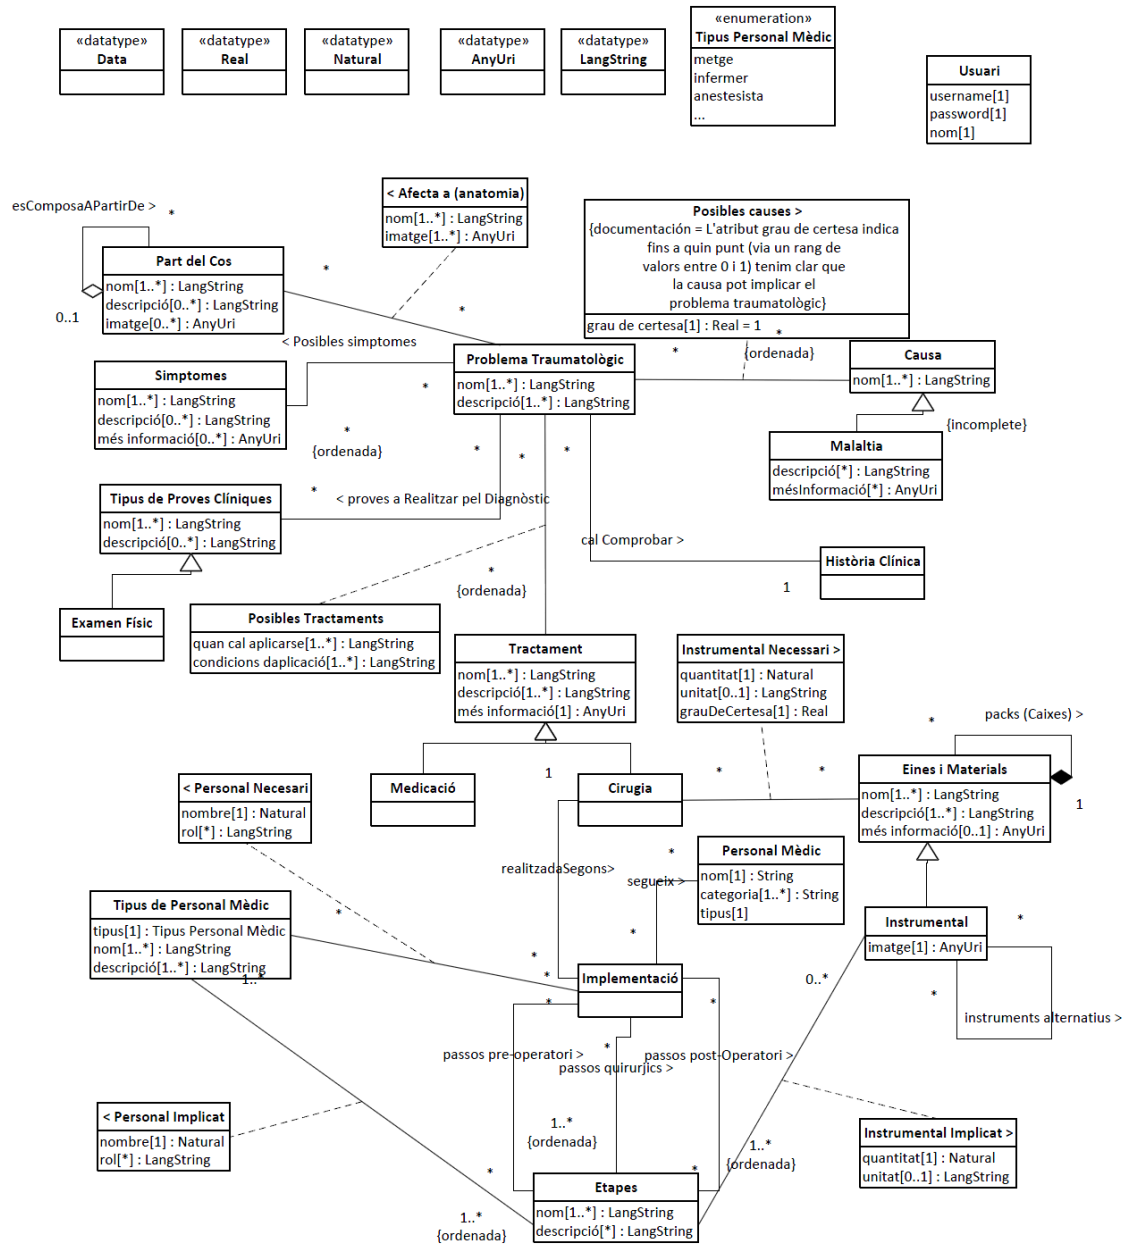 «datatype»
Data
«datatype»
Real
«datatype»
Natural
«datatype»
AnyUri
«datatype»
LangString
«enumeration»
Tipus Personal Mèdic
metge
infermer
anestesista
...
Usuari
username[1]
password[1]
nom[1]
esComposaAPartirDe >
*
0..1
Part del Cos
nom[1..*] : LangString
descripció[0..*] : LangString
imatge[0..*] : AnyUri
< Afecta a (anatomia)
nom[1..*] : LangString
imatge[1..*] : AnyUri
*
*
Posibles causes >
{documentación = L'atribut grau de certesa indica
fins a quin punt (via un rang de
valors entre 0 i 1) tenim clar que
la causa pot implicar el
problema traumatològic}
grau de certesa[1] : Real = 1
*
*
{ordenada}
Causa
nom[1..*] : LangString
{incomplete}
Malaltia
descripció[*] : LangString
mésInformació[*] : AnyUri
< Posibles simptomes
Simptomes
nom[1..*] : LangString
descripció[0..*] : LangString
més informació[0..*] : AnyUri
*
*
{ordenada}
Problema Traumatològic
nom[1..*] : LangString
descripció[1..*] : LangString
*
*
*
Tipus de Proves Clíniques
nom[1..*] : LangString
descripció[0..*] : LangString
*
< proves a Realitzar pel Diagnòstic
cal Comprobar >
1
Història Clínica
Examen Físic
*
{ordenada}
Posibles Tractaments
quan cal aplicarse[1..*] : LangString
condicions daplicació[1..*] : LangString
Tractament
nom[1..*] : LangString
descripció[1..*] : LangString
més informació[1] : AnyUri
Instrumental Necessari >
quantitat[1] : Natural
unitat[0..1] : LangString
grauDeCertesa[1] : Real
packs (Caixes) >
*
1
Eines i Materials
nom[1..*] : LangString
descripció[1..*] : LangString
més informació[0..1] : AnyUri
Medicació
1
Cirugia
*
*
< Personal Necesari
nombre[1] : Natural
rol[*] : LangString
realitzadaSegons>
segueix >
*
*
Personal Mèdic
nom[1] : String
categoria[1..*] : String
tipus[1]
Tipus de Personal Mèdic
tipus[1] : Tipus Personal Mèdic
nom[1..*] : LangString
descripció[1..*] : LangString
1..*
*
*
*
Implementació
*
*
*
Instrumental
imatge[1] : AnyUri
0..*
*
*
instruments alternatius >
passos pre-operatori >
passos quirurjics >
passos post-Operatori >
< Personal Implicat
nombre[1] : Natural
rol[*] : LangString
1..*
{ordenada}
1..*
{ordenada}
Instrumental Implicat >
quantitat[1] : Natural
unitat[0..1] : LangString
*
*
1..*
{ordenada}
Etapes
nom[1..*] : LangString
descripció[*] : LangString